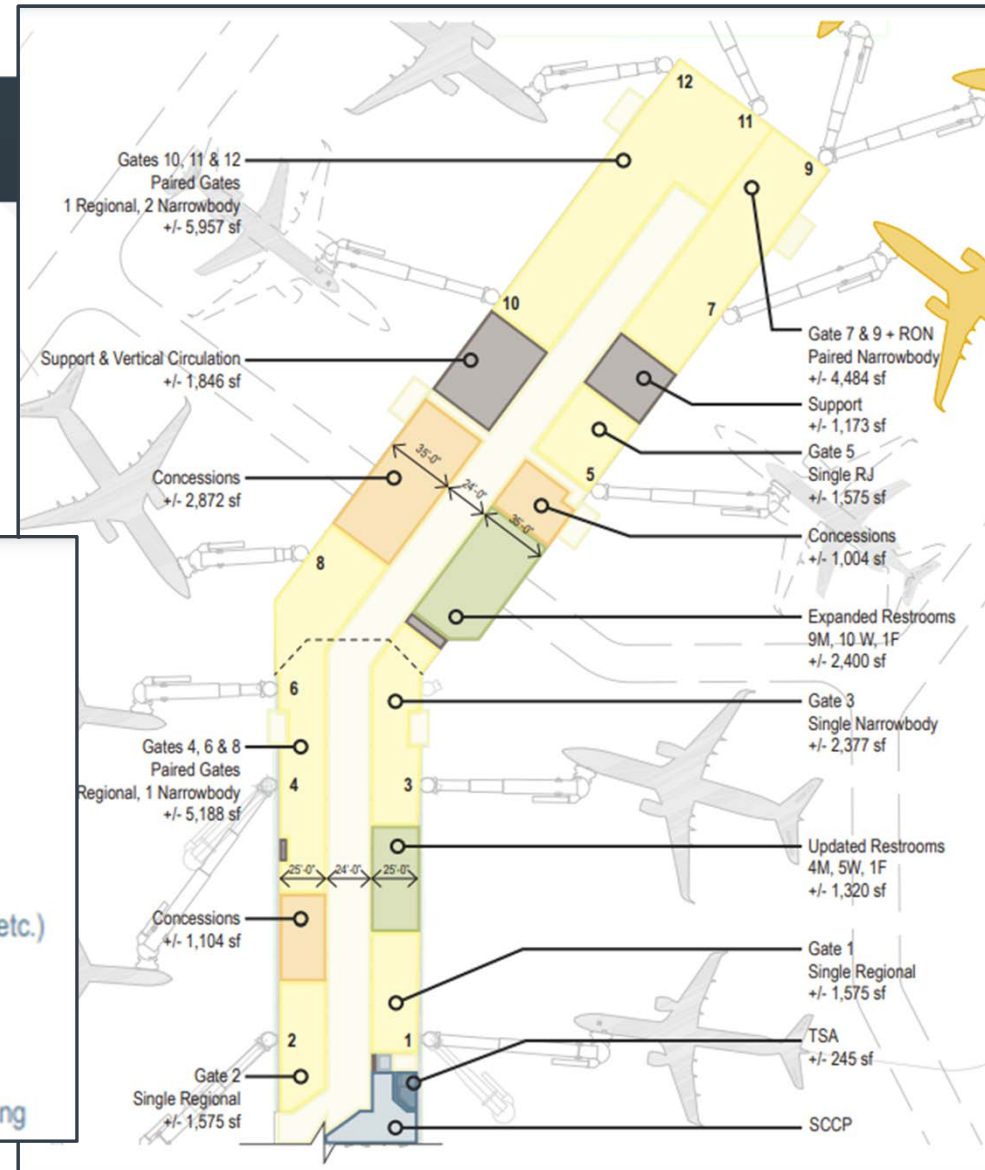 12
11
9
Gates 10, 11 & 12
Paired Gates
1 Regional, 2 Narrowbody
+/- 5,957 sf
10
7
Gate 7 & 9 + RON
Paired Narrowbody
+/- 4,484 sf
Support & Vertical Circulation
+/- 1,846 sf
Support
+/- 1,173 sf
Gate 5
Single RJ
+/- 1,575 sf
5
35'-0"
24'-0"
35'-0"
Concessions
+/- 2,872 sf
Concessions
+/- 1,004 sf
8
Expanded Restrooms
9M, 10 W, 1F
+/- 2,400 sf
6
Gate 3
Single Narrowbody
+/- 2,377 sf
Gates 4, 6 & 8
Paired Gates
Regional, 1 Narrowbody
+/- 5,188 sf
4
3
Updated Restrooms
4M, 5W, 1F
+/- 1,320 sf
25'-0"
24'-0"
25'-0"
etc.)
Concessions
+/- 1,104 sf
Gate 1
Single Regional
+/- 1,575 sf
2
1
TSA
+/- 245 sf
Gate 2
Single Regional
+/- 1,575 sf
ng
SCCP